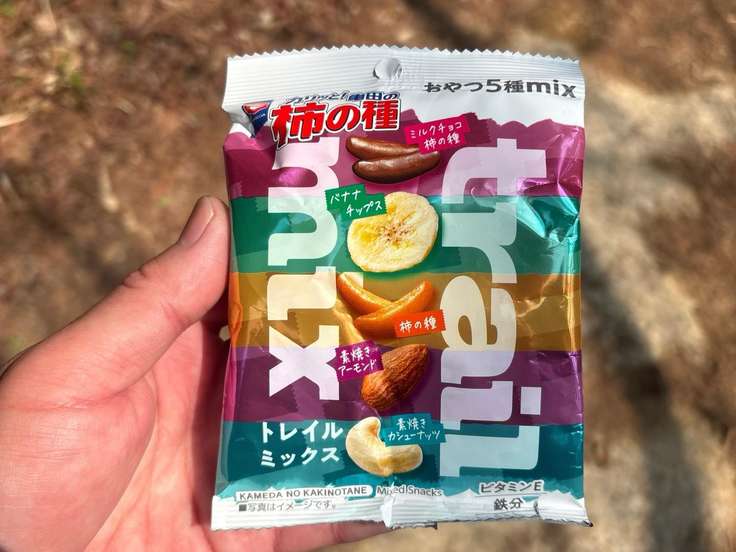 おやつ5種mix
カリッと!亀田の
柿の種
ミルクチョコ
柿の種
trail
mix
バナナ
チップス
柿の種
素焼き
アーモンド
素焼き
カシューナッツ
トレイル
ミックス
KAMEDA NO KAKINOTANE Mixed Snacks
■写真はイメージです。
ビタミンE
鉄分